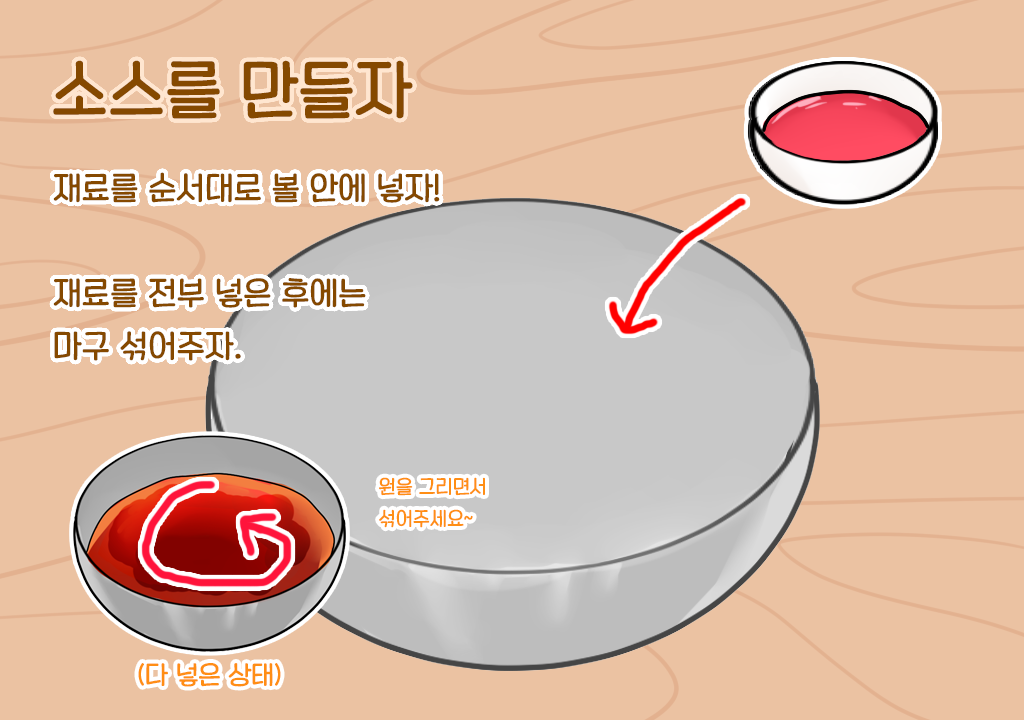 소스를 만들자
재료를 순서대로 볼 안에 넣자!
재료를 전부 넣은 후에는
마구 섞어주자.
원을 그리면서
섞어주세요~
(다 넣은 상태)